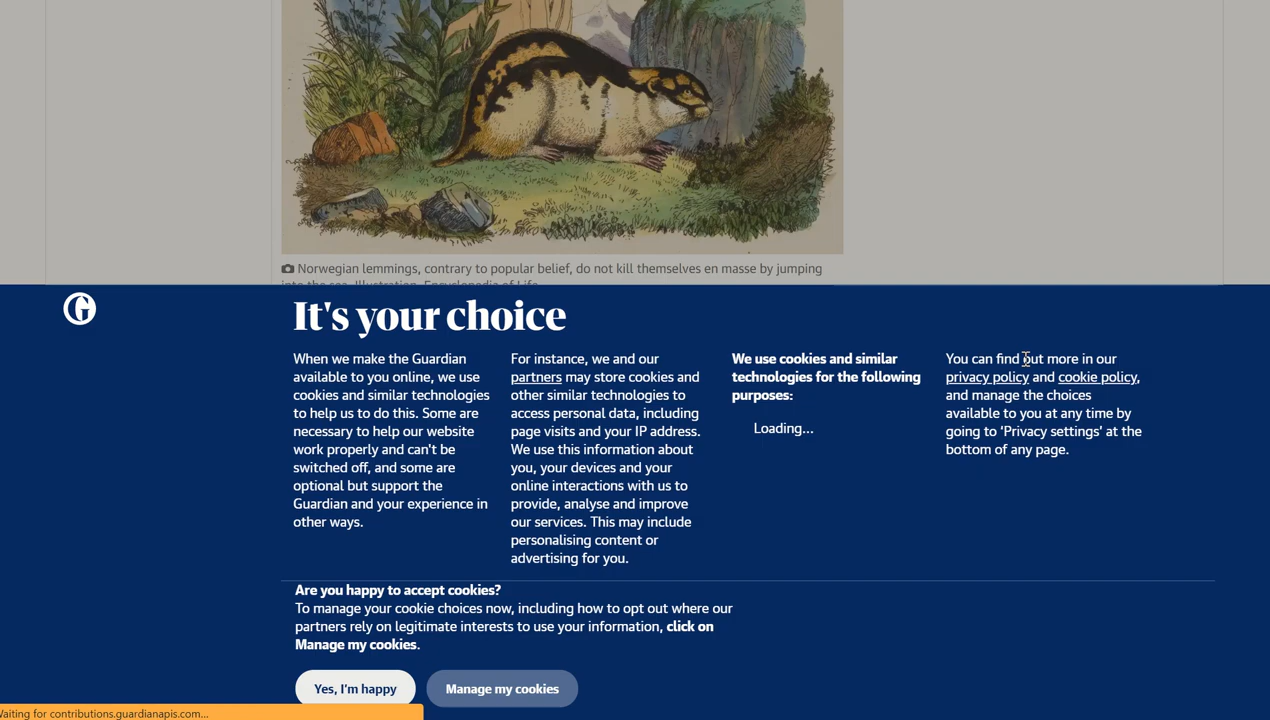 Norwegian lemmings, contrary to popular belief, do not kill themselves en masse by jumping
into the sea. Illustration: Encyclopedia of Life
It's your choice
When we make the Guardian
available to you online, we use
cookies and similar technologies
to help us to do this. Some are
necessary to help our website
work properly and can't be
switched off, and some are
optional but support the
Guardian and your experience in
other ways.
For instance, we and our
partners may store cookies and
other similar technologies to
access personal data, including
page visits and your IP address.
We use this information about
you, your devices and your
online interactions with us to
provide, analyse and improve
our services. This may include
personalising content or
advertising for you.
We use cookies and similar
technologies for the following
purposes:
Loading...
You can find out more in our
privacy policy and cookie policy,
and manage the choices
available to you at any time by
going to ‘Privacy settings’ at the
bottom of any page.
Are you happy to accept cookies?
To manage your cookie choices now, including how to opt out where our
partners rely on legitimate interests to use your information, click on
Manage my cookies.
Yes, I’m happy
Manage my cookies
Waiting for contributions.guardianapis.com...